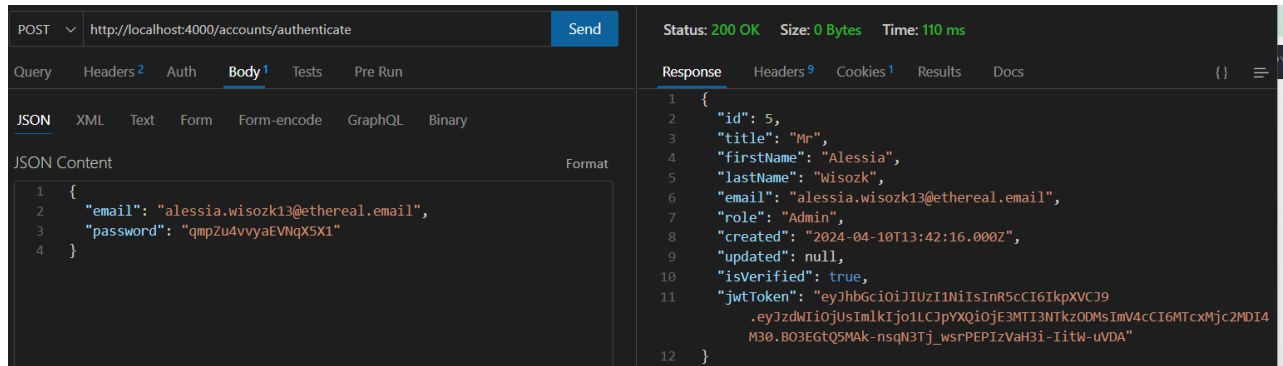 POST http://localhost:4000/accounts/authenticate Send
Query Headers 2 Auth Body 1 Tests Pre Run
JSON XML Text Form Form-encode GraphQL Binary
JSON Content Format
1 {
2 "email": "alessia.wisozk13@ethereal.email",
3 "password": "qmpZu4vvyaEVNqX5X1"
4 }
Status: 200 OK Size: 0 Bytes Time: 110 ms
Response Headers 9 Cookies 1 Results Docs { }
1 {
2 "id": 5,
3 "title": "Mr",
4 "firstName": "Alessia",
5 "lastName": "Wisozk",
6 "email": "alessia.wisozk13@ethereal.email",
7 "role": "Admin",
8 "created": "2024-04-10T13:42:16.000Z",
9 "updated": null,
10 "isVerified": true,
11 "jwtToken": "eyJhbGciOiJIUzI1NiIsInR5cCI6IkpXVCJ9
.eyJzdWIiOjUsImlkIjo1LCJpYXQiOjE3MTI3NTkzODMsImV4cCI6MTcxMjc2MDI4
M30.BO3EGtQ5MAk-nsqN3Tj_wsrPEPIzVaH3i-IitW-uVDA"
12 }